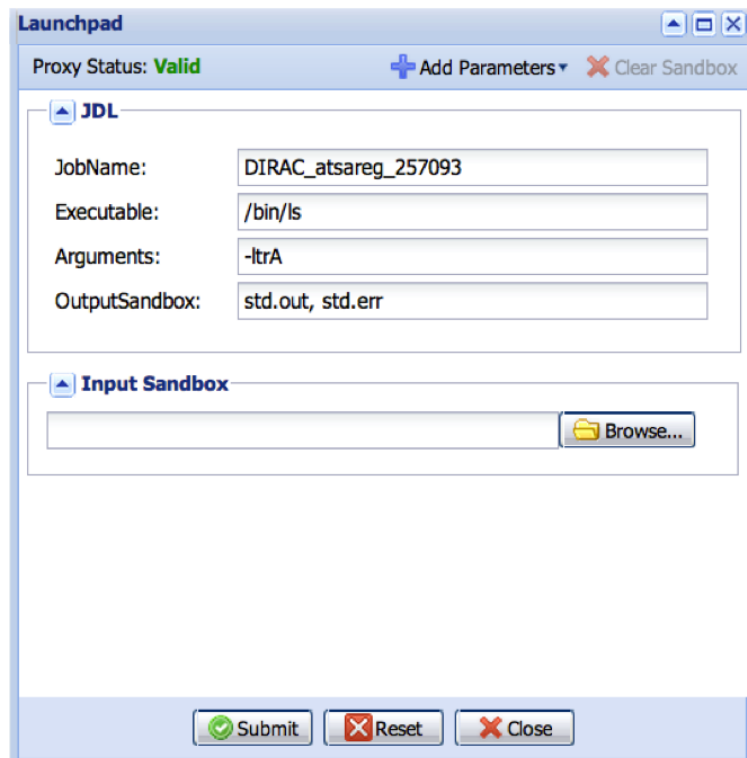 Launchpad
Proxy Status: Valid Add Parameters Clear Sandbox
JDL
JobName: DIRAC_atsareg_257093
Executable: /bin/ls
Arguments: -ltrA
OutputSandbox: std.out, std.err
Input Sandbox
Browse...
Submit Reset Close